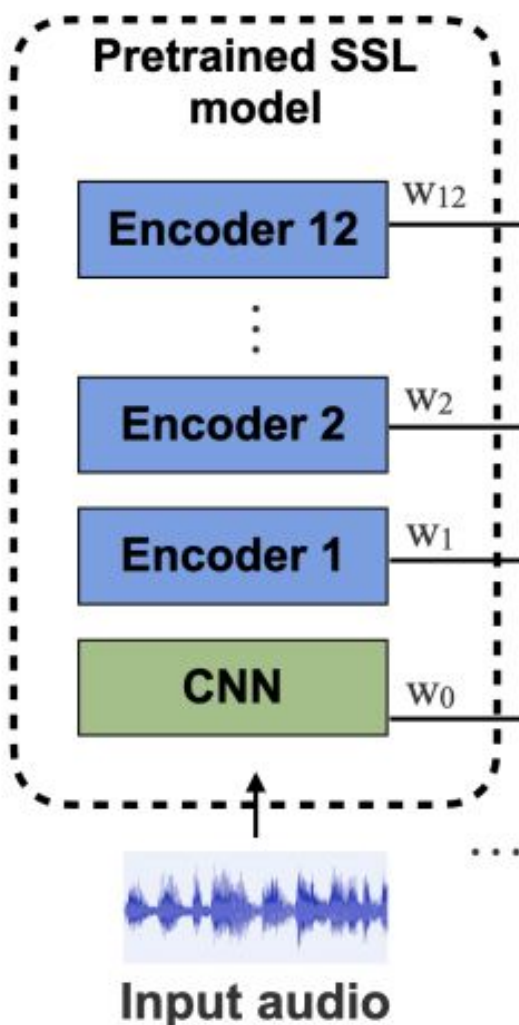 Pretrained SSL
model
Encoder 12
W12
⋮
Encoder 2
W2
Encoder 1
W1
CNN
W0
...
Input audio